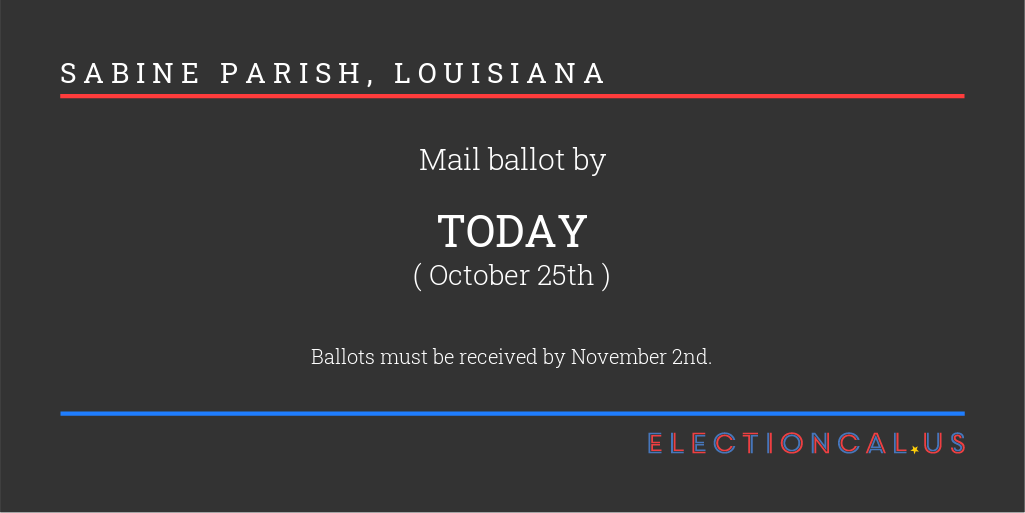 SABINE PARISH, LOUISIANA
Mail ballot by
TODAY
( October 25th )
Ballots must be received by November 2nd.
ELECTIONCAL.US